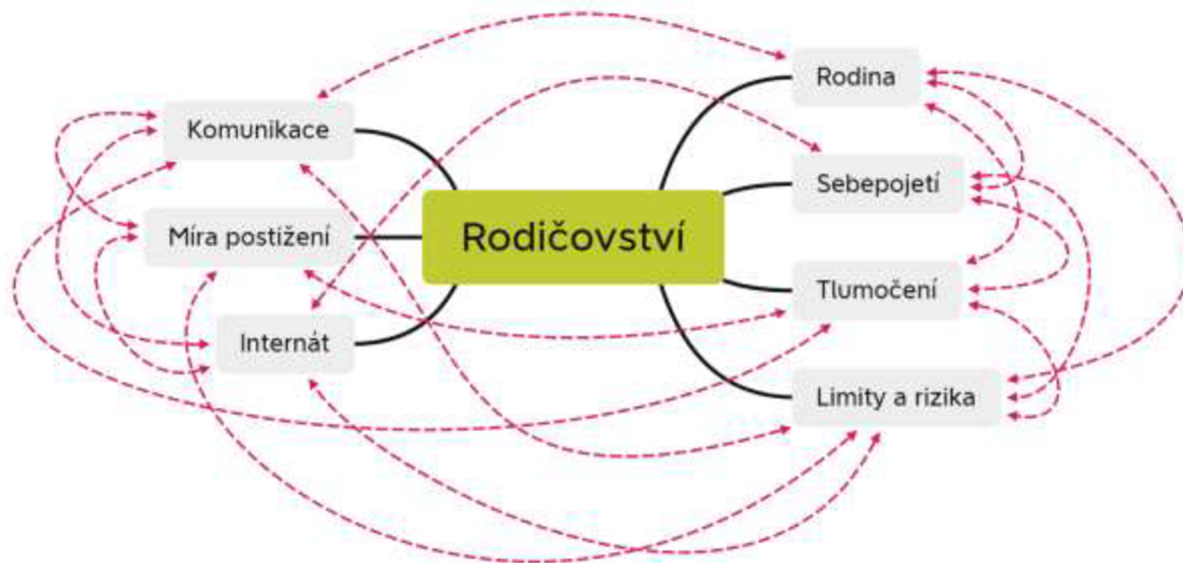 Rodičovství
Komunikace
Míra postižení
Internát
Rodina
Sebepojetí
Tlumočení
Limity a rizika